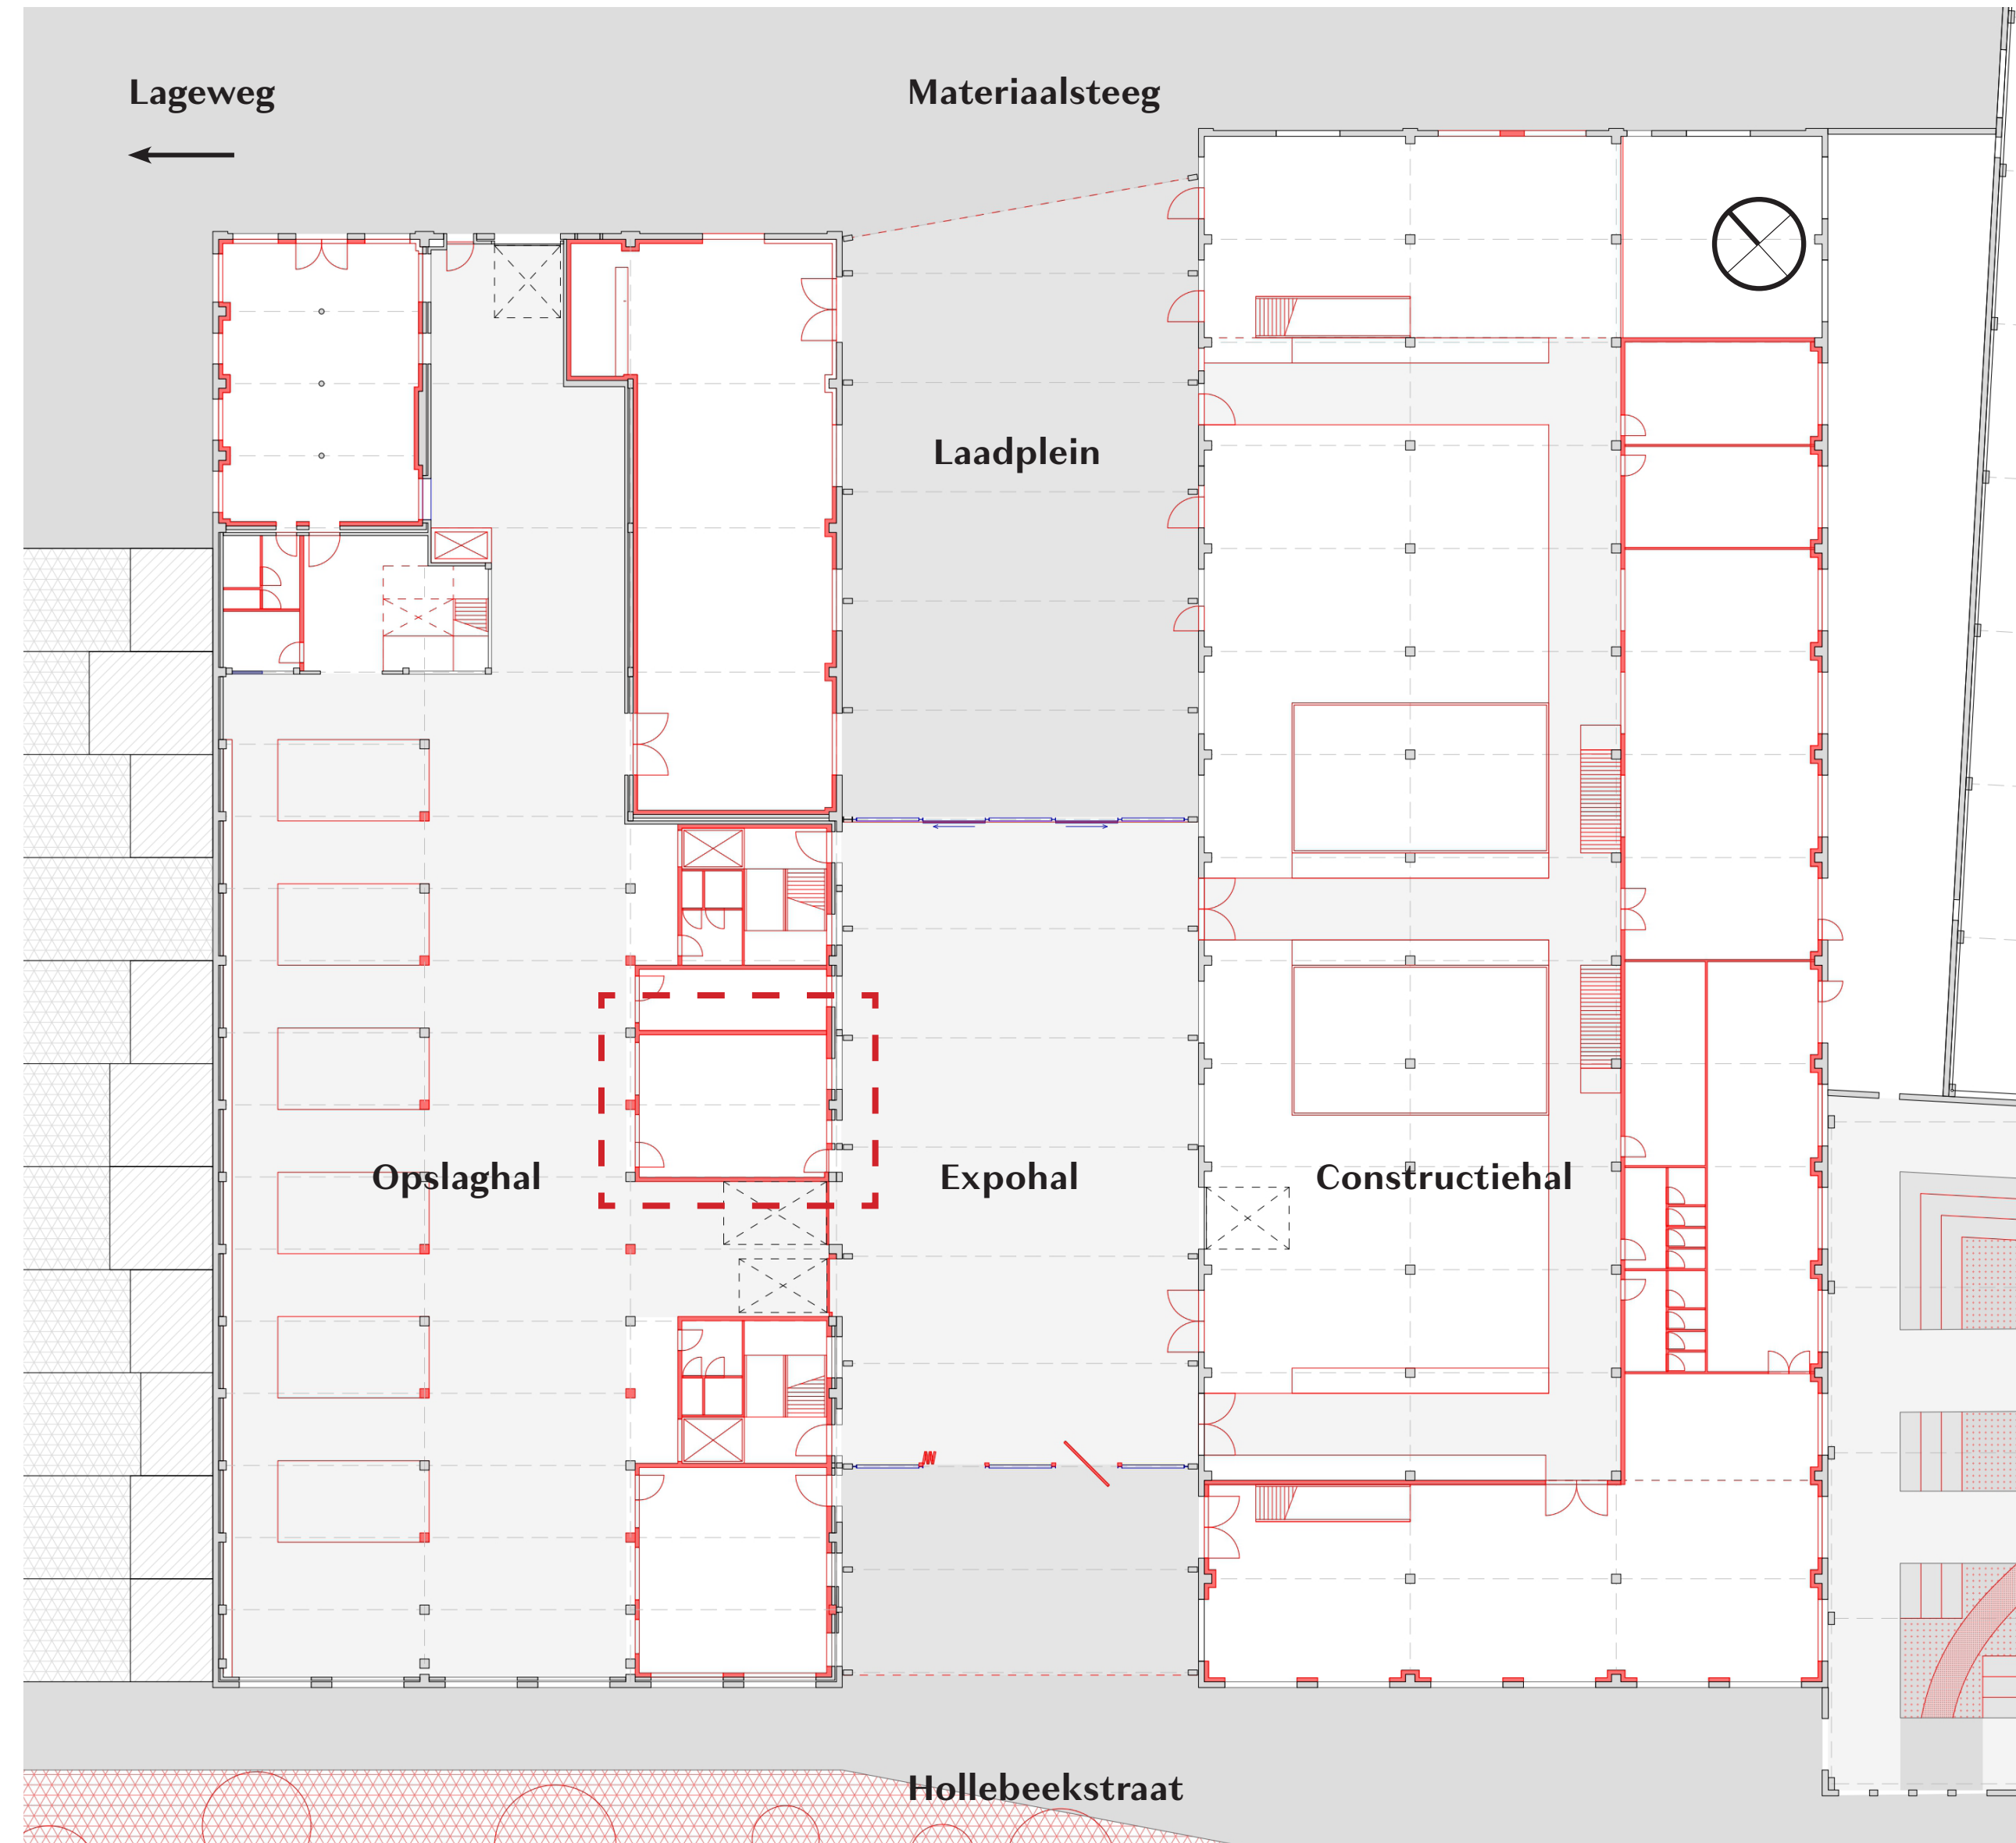 Lageweg
Materiaalsteeg
Laadplein
Opslaghal
Expohal
Constructiehal
Hollebeekstraat